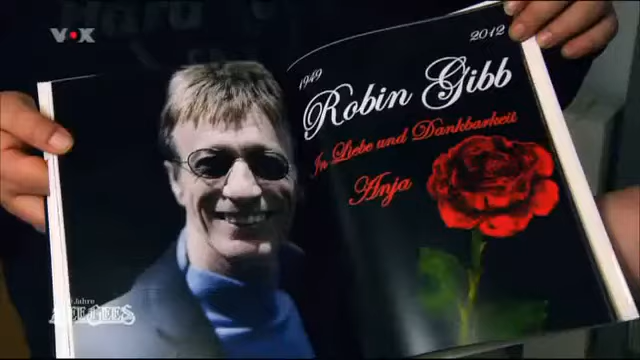 VOX
1949
2012
Robin Gibb
In Liebe und Dankbarkeit
Anja
Jahre
BEE GEES